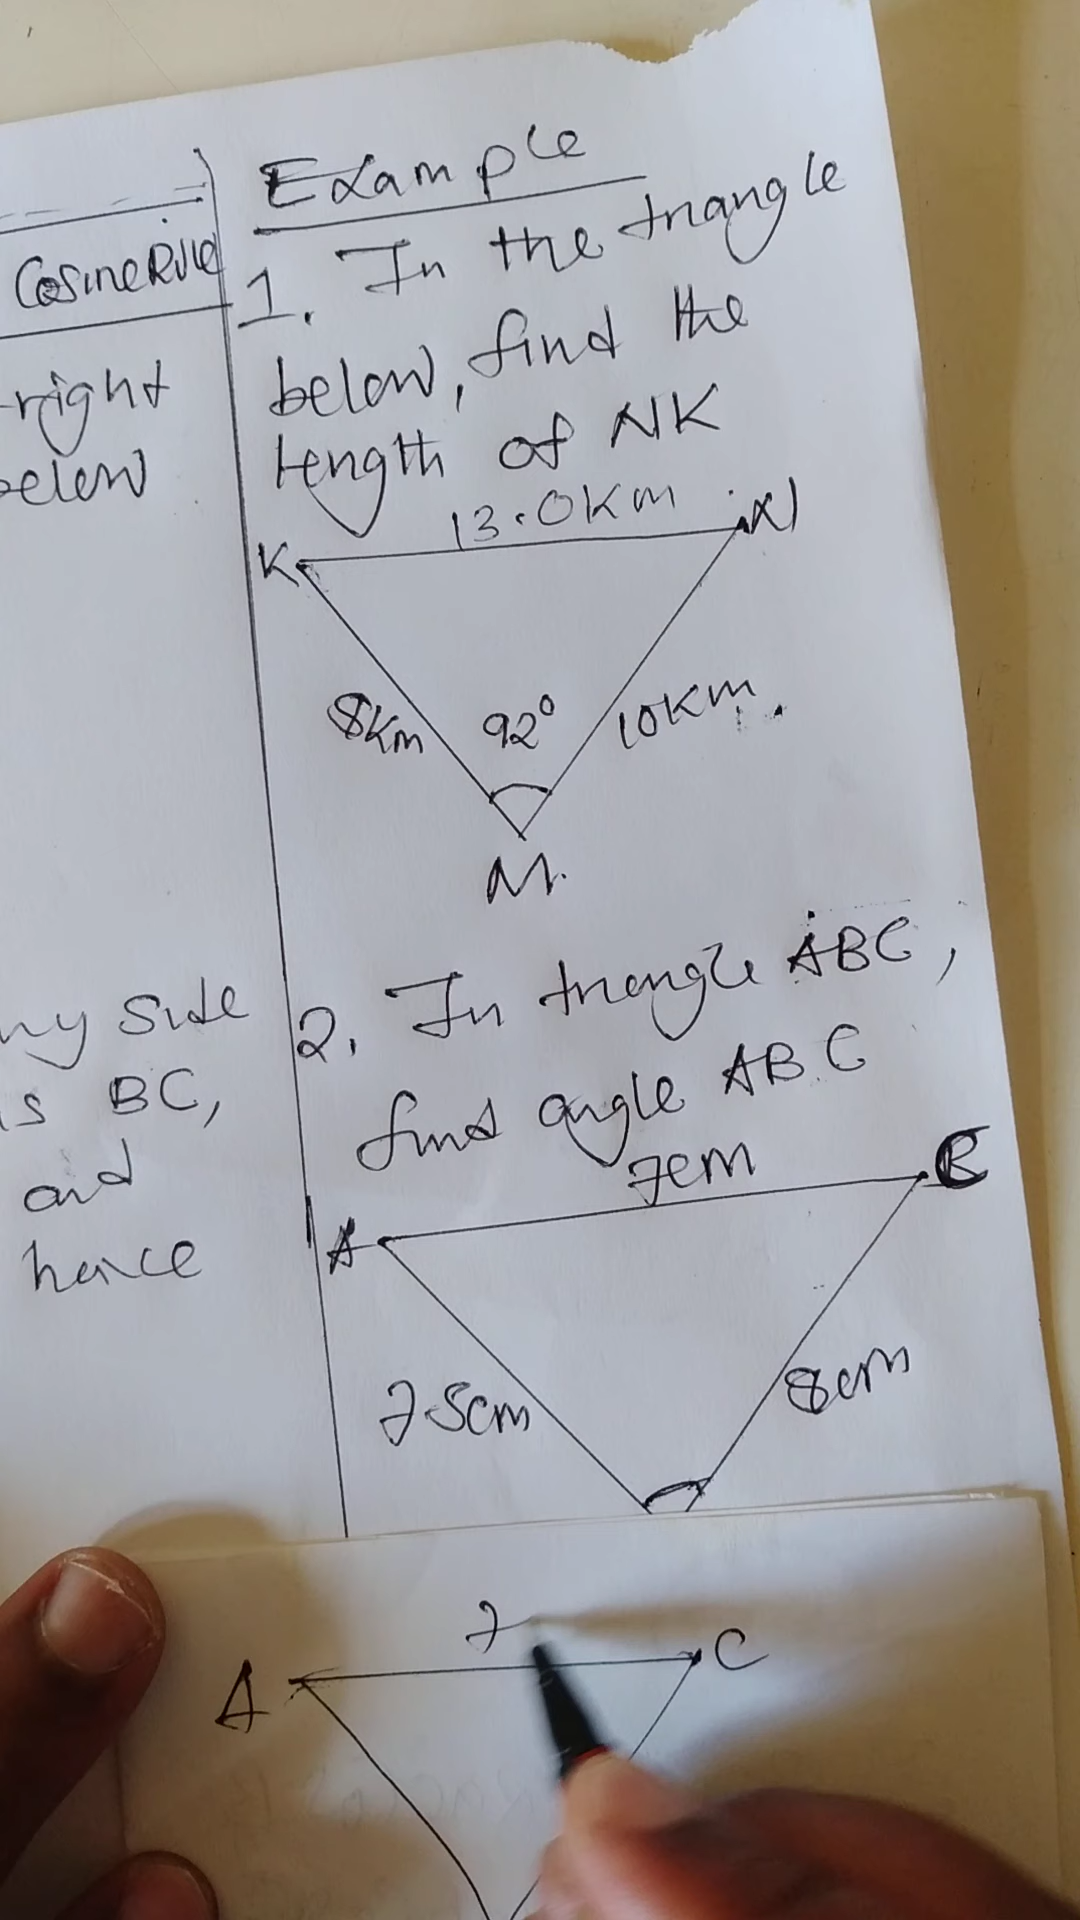 Cosine Rule
right
below
ny side
is BC,
and
hence
Example
1. In the triangle
below, find the
length of NK
13.0km
K
N
8km
92°
10km
M.
2. In triangle ABC,
find angle ABC
7cm
A
C
7.5cm
8cm
7
A
C